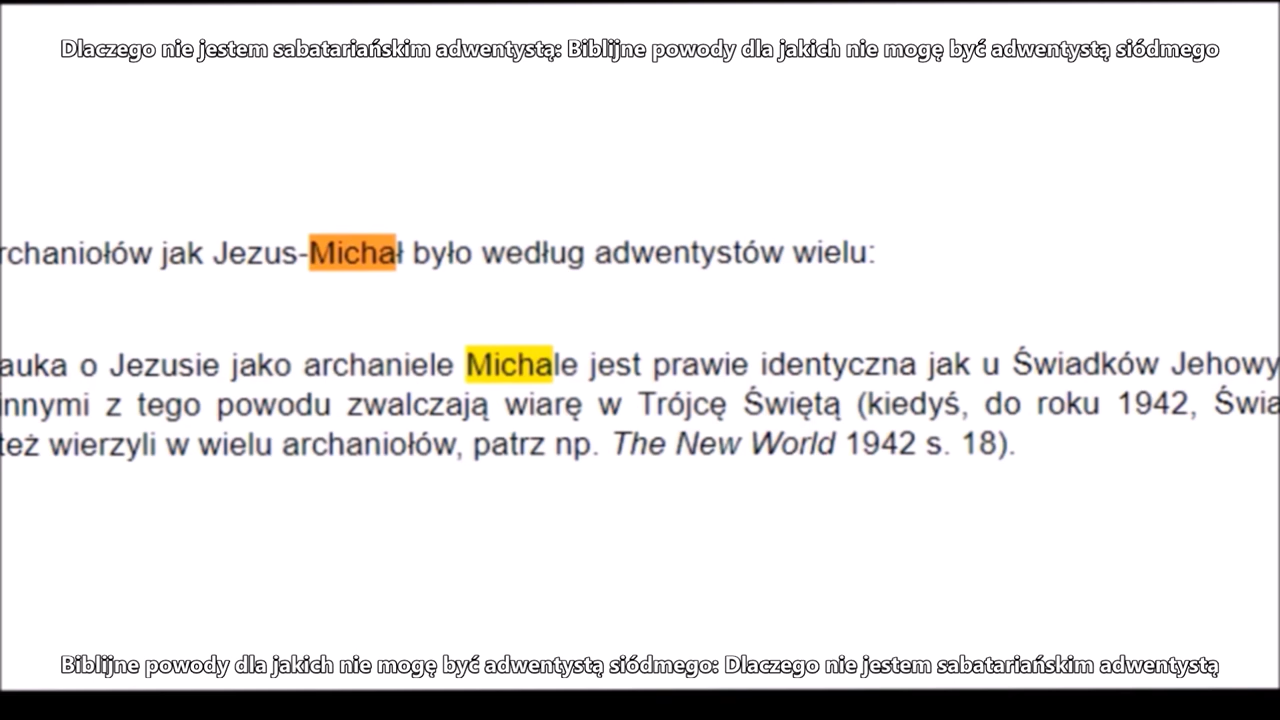 Dlaczego nie jestem sabatariańskim adwentystą: Biblijne powody dla jakich nie mogę być adwentystą siódmego
rchaniołów jak Jezus-Michał było według adwentystów wielu:
auka o Jezusie jako archaniele Michale jest prawie identyczna jak u Świadków Jehowy
innymi z tego powodu zwalczają wiarę w Trójcę Świętą (kiedyś, do roku 1942, Świa
też wierzyli w wielu archaniołów, patrz np. The New World 1942 s. 18).
Biblijne powody dla jakich nie mogę być adwentystą siódmego: Dlaczego nie jestem sabatariańskim adwentystą